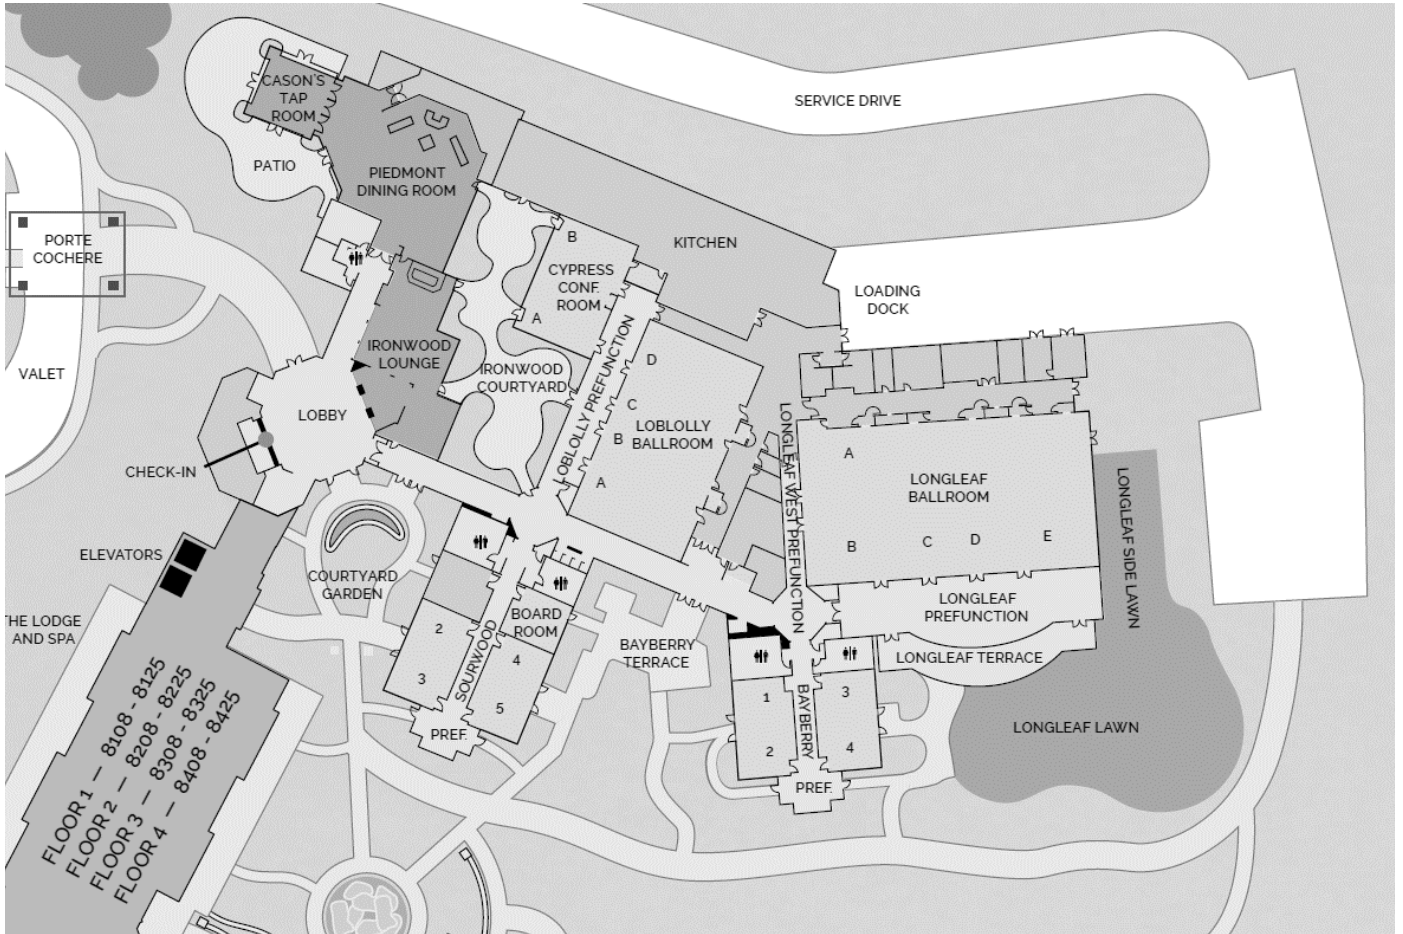 CASON'S
TAP
ROOM
SERVICE DRIVE
PATIO
PIEDMONT
DINING ROOM
PORTE
COCHERE
B
KITCHEN
CYPRESS
CONF.
ROOM
A
LOADING
DOCK
IRONWOOD
LOUNGE
IRONWOOD
COURTYARD
LOBLOLLY PREFUNCTION
D
VALET
LOBBY
C
B
LOBLOLLY
BALLROOM
A
LONGLEAF WEST PREFUNCTION
A
LONGLEAF
BALLROOM
B
C
D
E
LONGLEAF SIDE LAWN
CHECK-IN
ELEVATORS
COURTYARD
GARDEN
THE LODGE
AND SPA
2
3
SOURWOOD
BOARD
ROOM
4
5
PREF.
BAYBERRY
TERRACE
LONGLEAF
PREFUNCTION
LONGLEAF TERRACE
1
2
BAYBERRY
3
4
PREF.
LONGLEAF LAWN
FLOOR 1 — 8108 - 8125
FLOOR 2 — 8208 - 8225
FLOOR 3 — 8308 - 8325
FLOOR 4 — 8408 - 8425